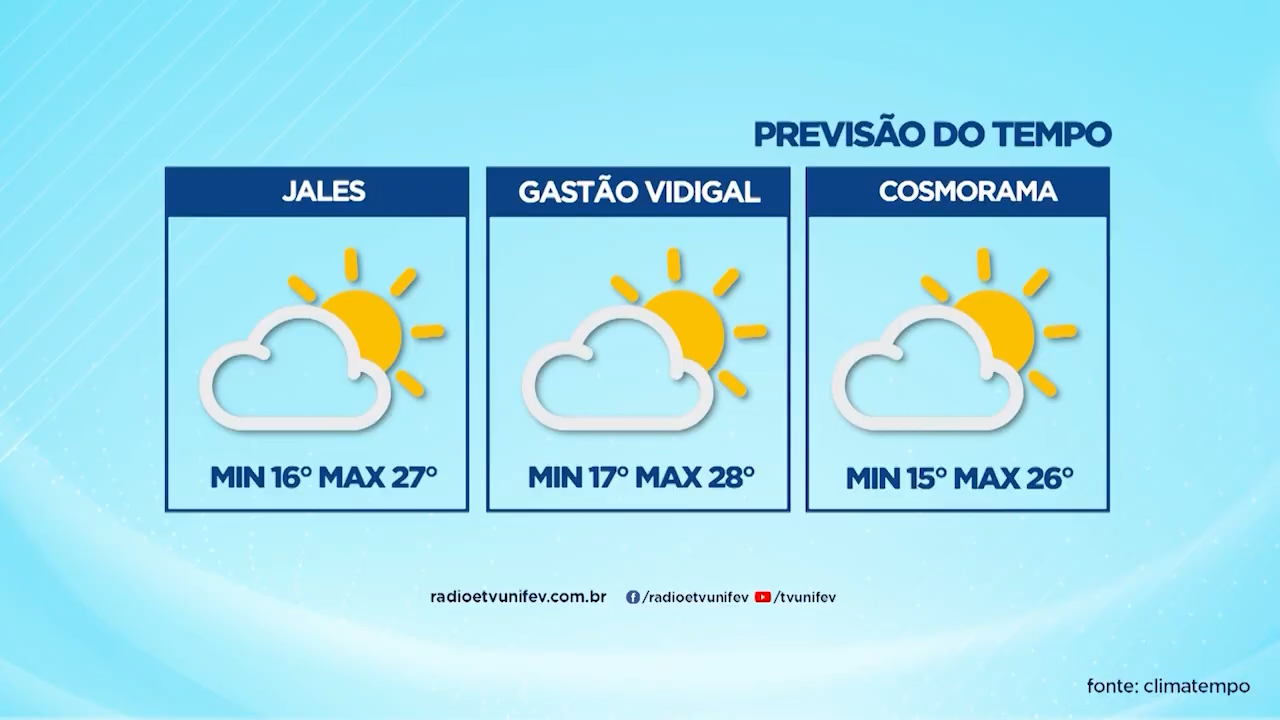 PREVISÃO DO TEMPO
JALES
MIN 16° MAX 27°
GASTÃO VIDIGAL
MIN 17° MAX 28°
COSMORAMA
MIN 15° MAX 26°
radioetvunifev.com.br /radioetvunifev /tvunifev
fonte: climatempo